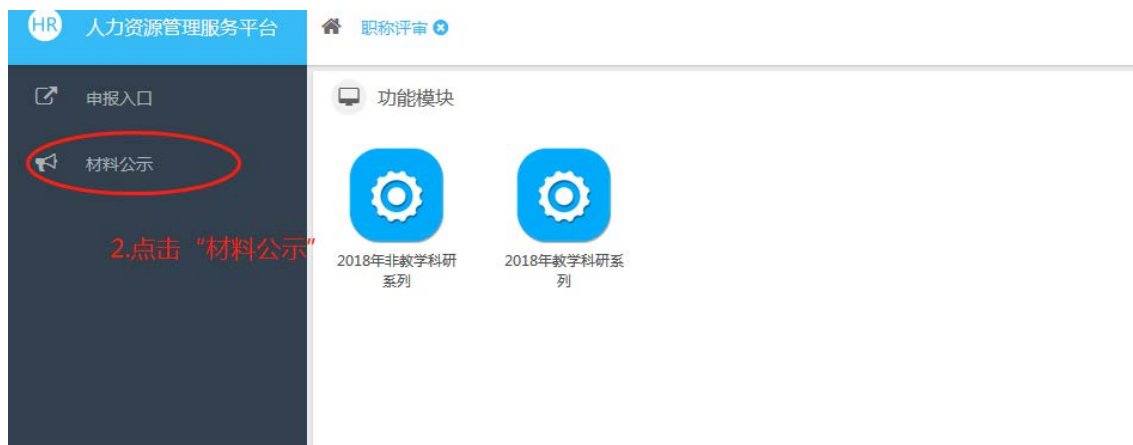 HR 人力资源管理服务平台
职称评审
申报入口
功能模块
材料公示
2.点击“材料公示”
2018年非教学科研
系列
2018年教学科研系
列